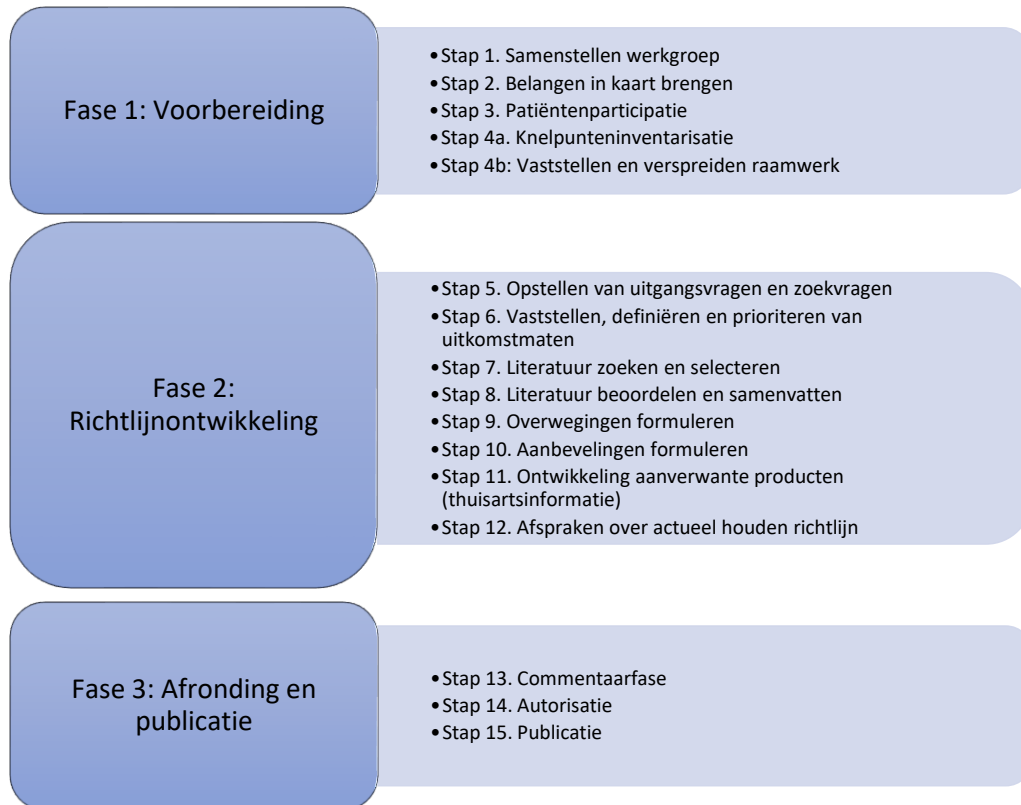 Fase 1: Voorbereiding
•Stap 1. Samenstellen werkgroep
•Stap 2. Belangen in kaart brengen
•Stap 3. Patiëntenparticipatie
•Stap 4a. Knelpunteninventarisatie
•Stap 4b: Vaststellen en verspreiden raamwerk
Fase 2:
Richtlijnontwikkeling
•Stap 5. Opstellen van uitgangsvragen en zoekvragen
•Stap 6. Vaststellen, definiëren en prioriteren van
uitkomstmaten
•Stap 7. Literatuur zoeken en selecteren
•Stap 8. Literatuur beoordelen en samenvatten
•Stap 9. Overwegingen formuleren
•Stap 10. Aanbevelingen formuleren
•Stap 11. Ontwikkeling aanverwante producten
(thuisartsinformatie)
•Stap 12. Afspraken over actueel houden richtlijn
Fase 3: Afronding en
publicatie
•Stap 13. Commentaarfase
•Stap 14. Autorisatie
•Stap 15. Publicatie